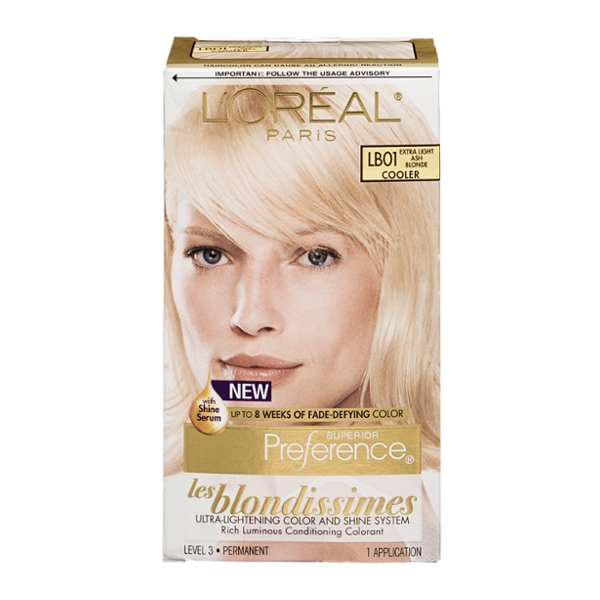 LB01
COOLER
HAIRCOLOR CAN CAUSE AN ALLERGIC REACTION
IMPORTANT: FOLLOW THE USAGE ADVISORY
L'ORÉAL®
PARIS
LB01 EXTRA LIGHT
ASH
BLONDE
COOLER
NEW
with
Shine
Serum
UP TO 8 WEEKS OF FADE-DEFYING COLOR
SUPERIOR
Preference®
les blondissimes
ULTRA-LIGHTENING COLOR AND SHINE SYSTEM
Rich Luminous Conditioning Colorant
LEVEL 3 • PERMANENT
1 APPLICATION